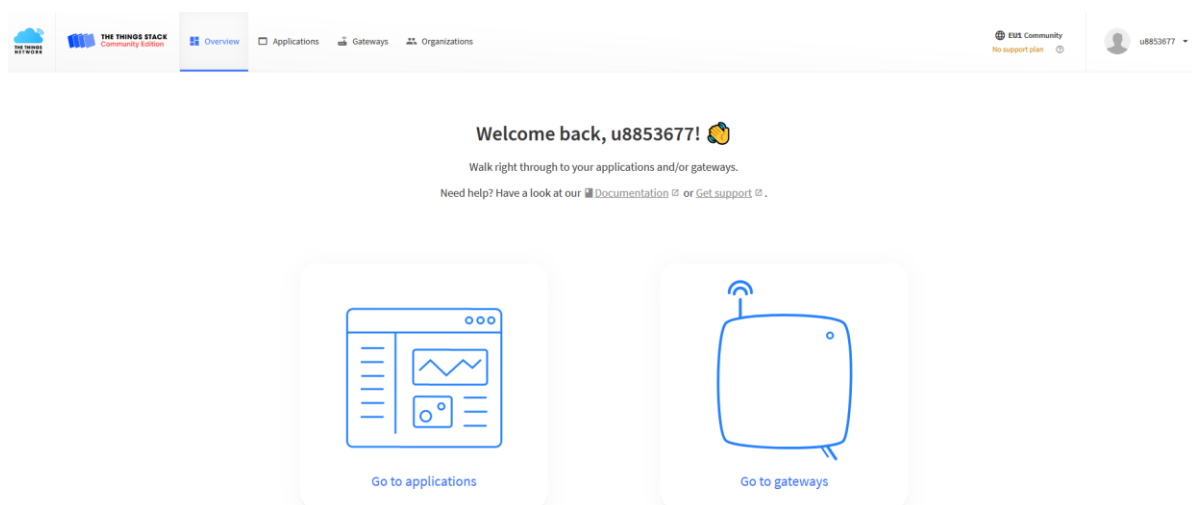 THE THINGS
NETWORK
THE THINGS STACK
Community Edition
Overview
Applications
Gateways
Organizations
EU1 Community
No support plan
u8853677
Welcome back, u8853677! 👋
Walk right through to your applications and/or gateways.
Need help? Have a look at our Documentation or Get support .
Go to applications
Go to gateways